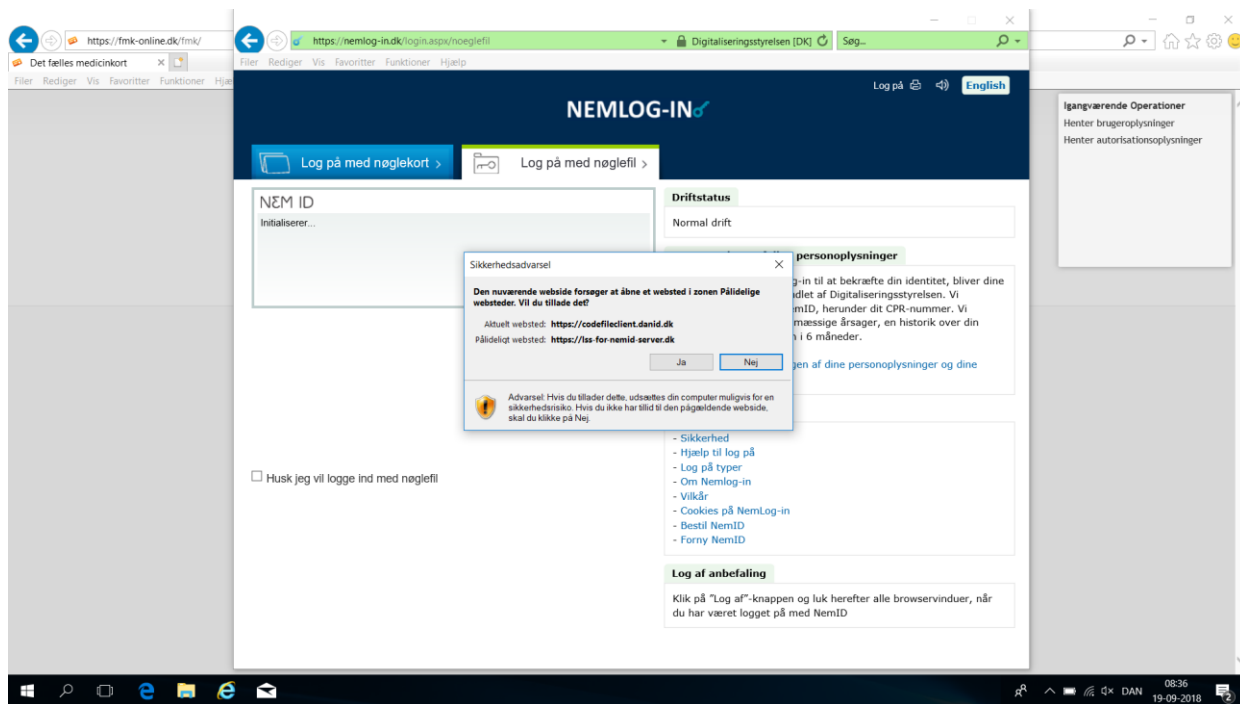 https://fmk-online.dk/fmk/
Det fælles medicinkort
Filer Rediger Vis Favoritter Funktioner
https://nemlog-in.dk/login.aspx/noeglefil
Digitaliseringsstyrelsen [DK]
Søg...
Filer Rediger Vis Favoritter Funktioner Hjælp
Log på
English
NEMLOG-IN
Log på med nøglekort >
Log på med nøglefil >
NEM ID
Initialiserer...
Husk jeg vil logge ind med nøglefil
Sikkerhedsadvarsel
Den nuværende webside forsøger at åbne et websted i zonen Pålidelige
websteder. Vil du tillade det?
Aktuelt websted: https://codefileclient.danid.dk
Pålideligt websted: https://lss-for-nemid-server.dk
Ja
Nej
Advarsel: Hvis du tillader dette, udsættes din computer muligvis for en
sikkerhedsrisiko. Hvis du ikke har tillid til den pågældende webside,
skal du klikke på Nej.
Driftstatus
Normal drift
personoplysninger
til at bekræfte din identitet, bliver dine
af Digitaliseringsstyrelsen. Vi
herunder dit CPR-nummer. Vi
årsager, en historik over din
i 6 måneder.
af dine personoplysninger og dine
- Sikkerhed
- Hjælp til log på
- Log på typer
- Om Nemlog-in
- Vilkår
- Cookies på NemLog-in
- Bestil NemID
- Forny NemID
Log af anbefaling
Klik på "Log af"-knappen og luk herefter alle browservinduer, når
du har været logget på med NemID
Igangværende Operationer
Henter brugeroplysninger
Henter autorisationsoplysninger
DAN
08:36
19-09-2018
2